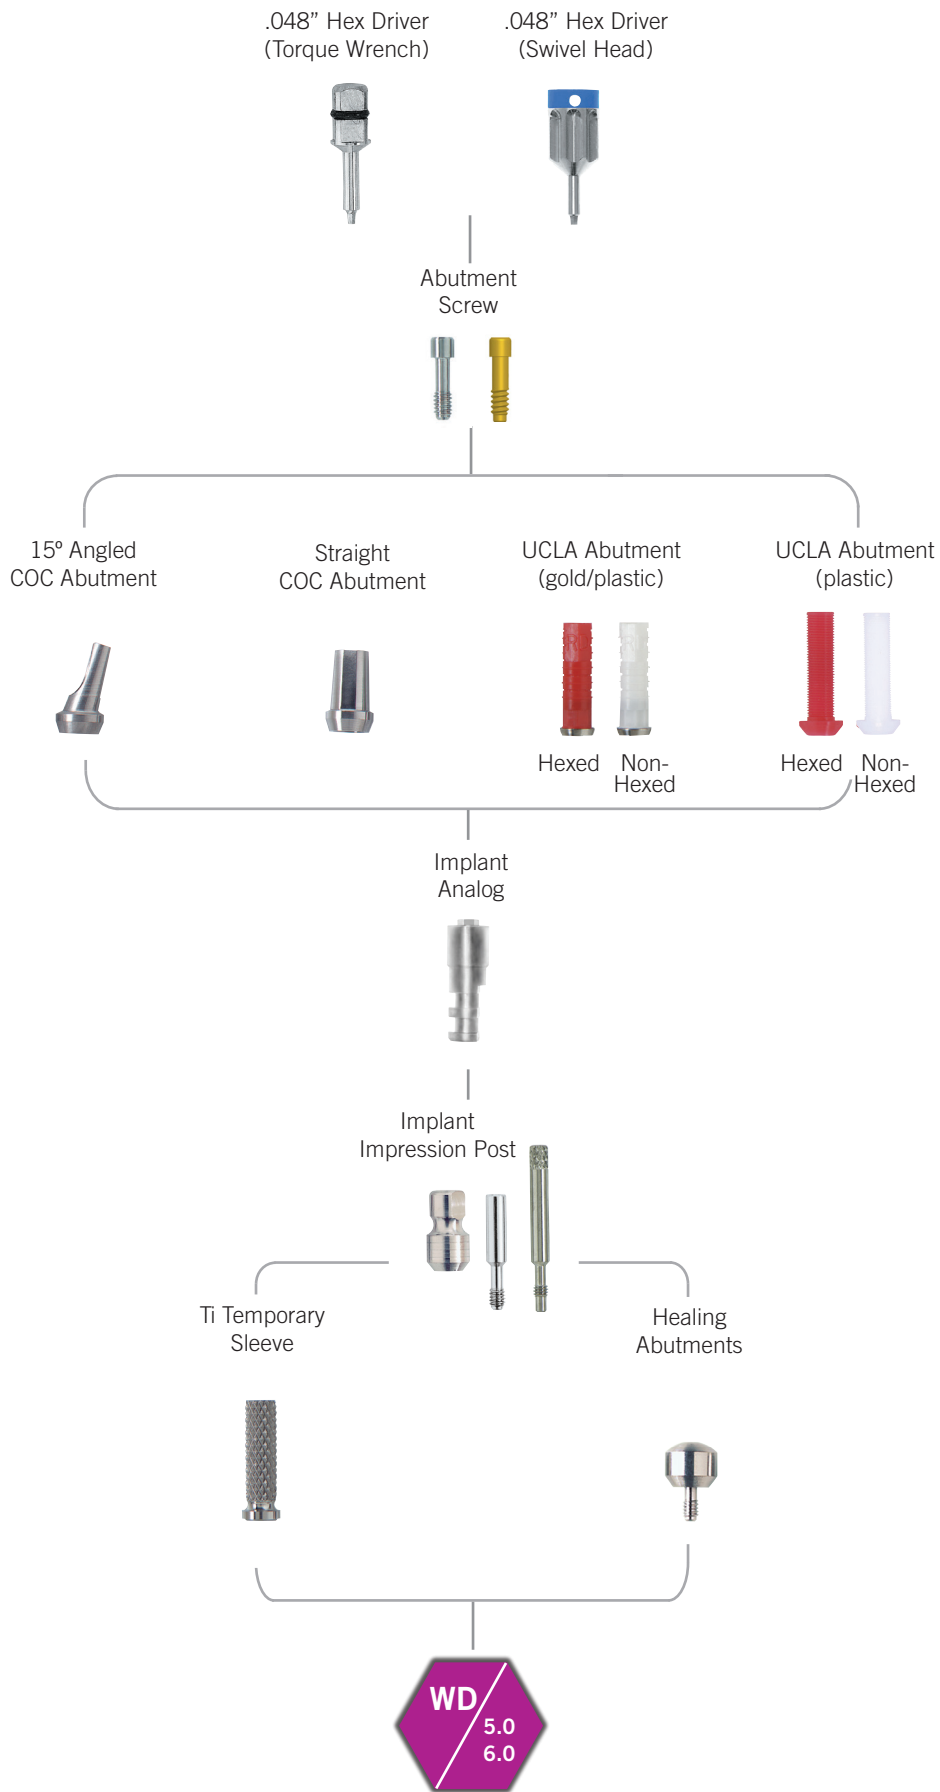 .048” Hex Driver
(Torque Wrench)
.048” Hex Driver
(Swivel Head)
Abutment
Screw
15º Angled
COC Abutment
Straight
COC Abutment
UCLA Abutment
(gold/plastic)
UCLA Abutment
(plastic)
Hexed
Non-
Hexed
Hexed
Non-
Hexed
Implant
Analog
Implant
Impression Post
Ti Temporary
Sleeve
Healing
Abutments
WD
5.0
6.0